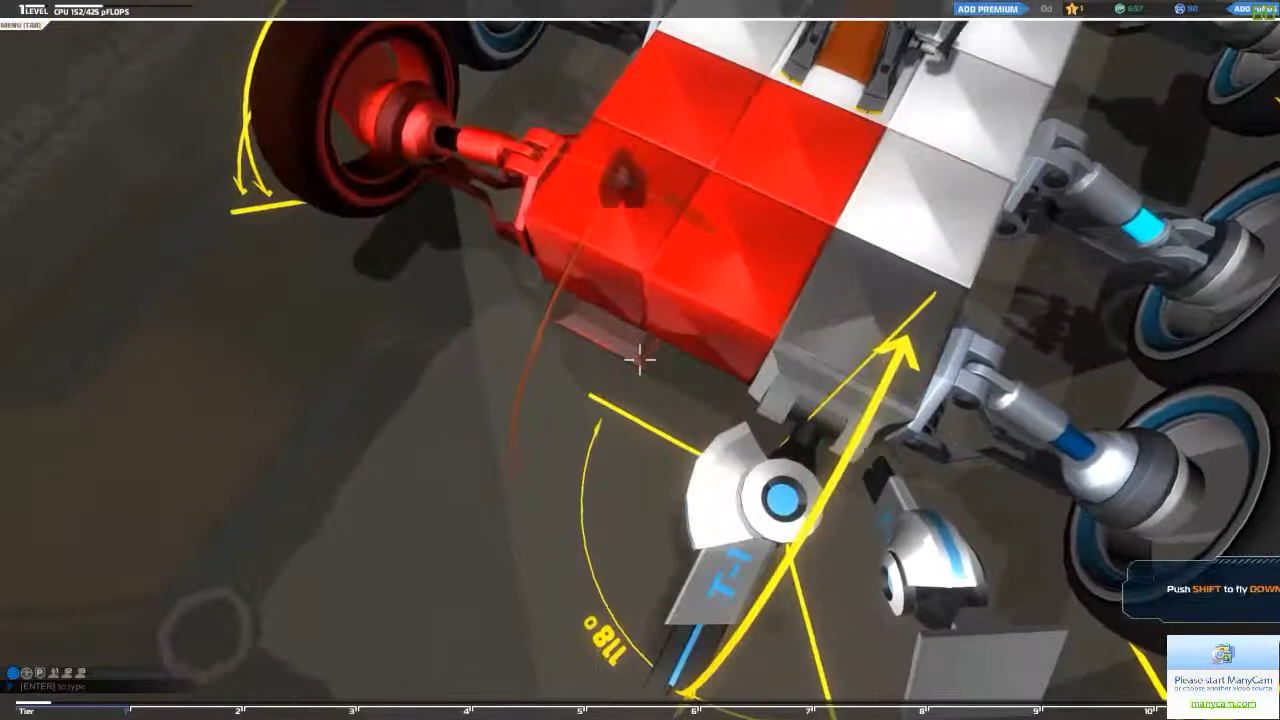 1 LEVEL CPU 152/425 pFLOPS
ADD PREMIUM 0d 1 697 90
MENU (TAB)
T-1
118°
Push SHIFT to fly DOWN
P
[ENTER] to type
Please start ManyCam
or choose another video source
manycam.com
Tier 1 2 3 4 5 6 7 8 9 10